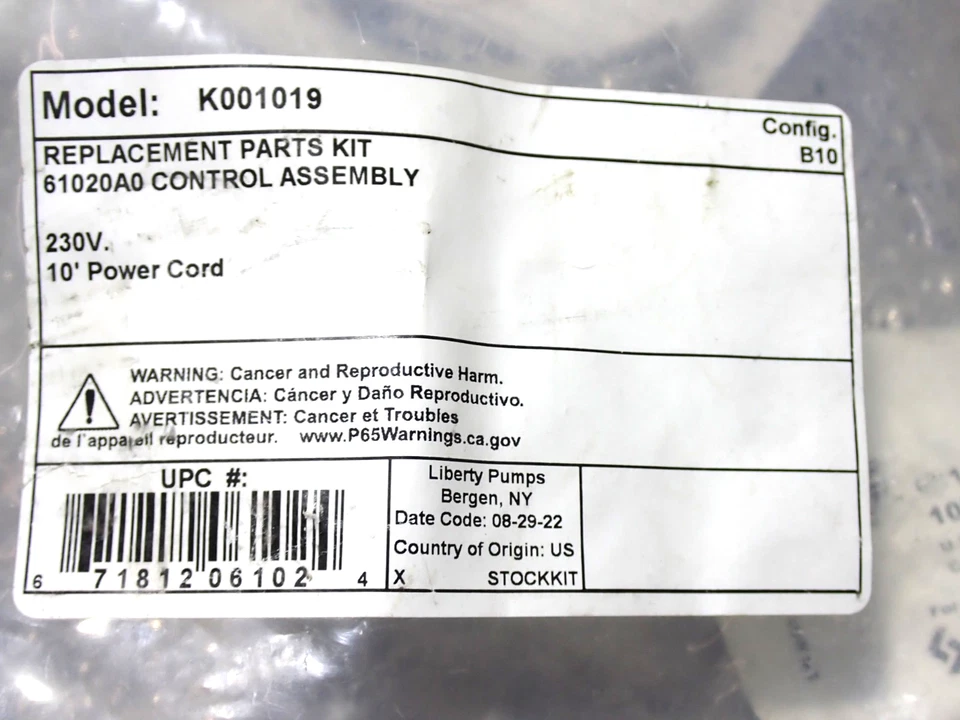 Model: K001019
Config.
B10
REPLACEMENT PARTS KIT
61020A0 CONTROL ASSEMBLY
230V.
10' Power Cord
WARNING: Cancer and Reproductive Harm.
ADVERTENCIA: Cáncer y Daño Reproductivo.
AVERTISSEMENT: Cancer et Troubles
de l'appareil reproducteur. www.P65Warnings.ca.gov
UPC #:
6 71812 06102 4
Liberty Pumps
Bergen, NY
Date Code: 08-29-22
Country of Origin: US
X STOCKKIT
10